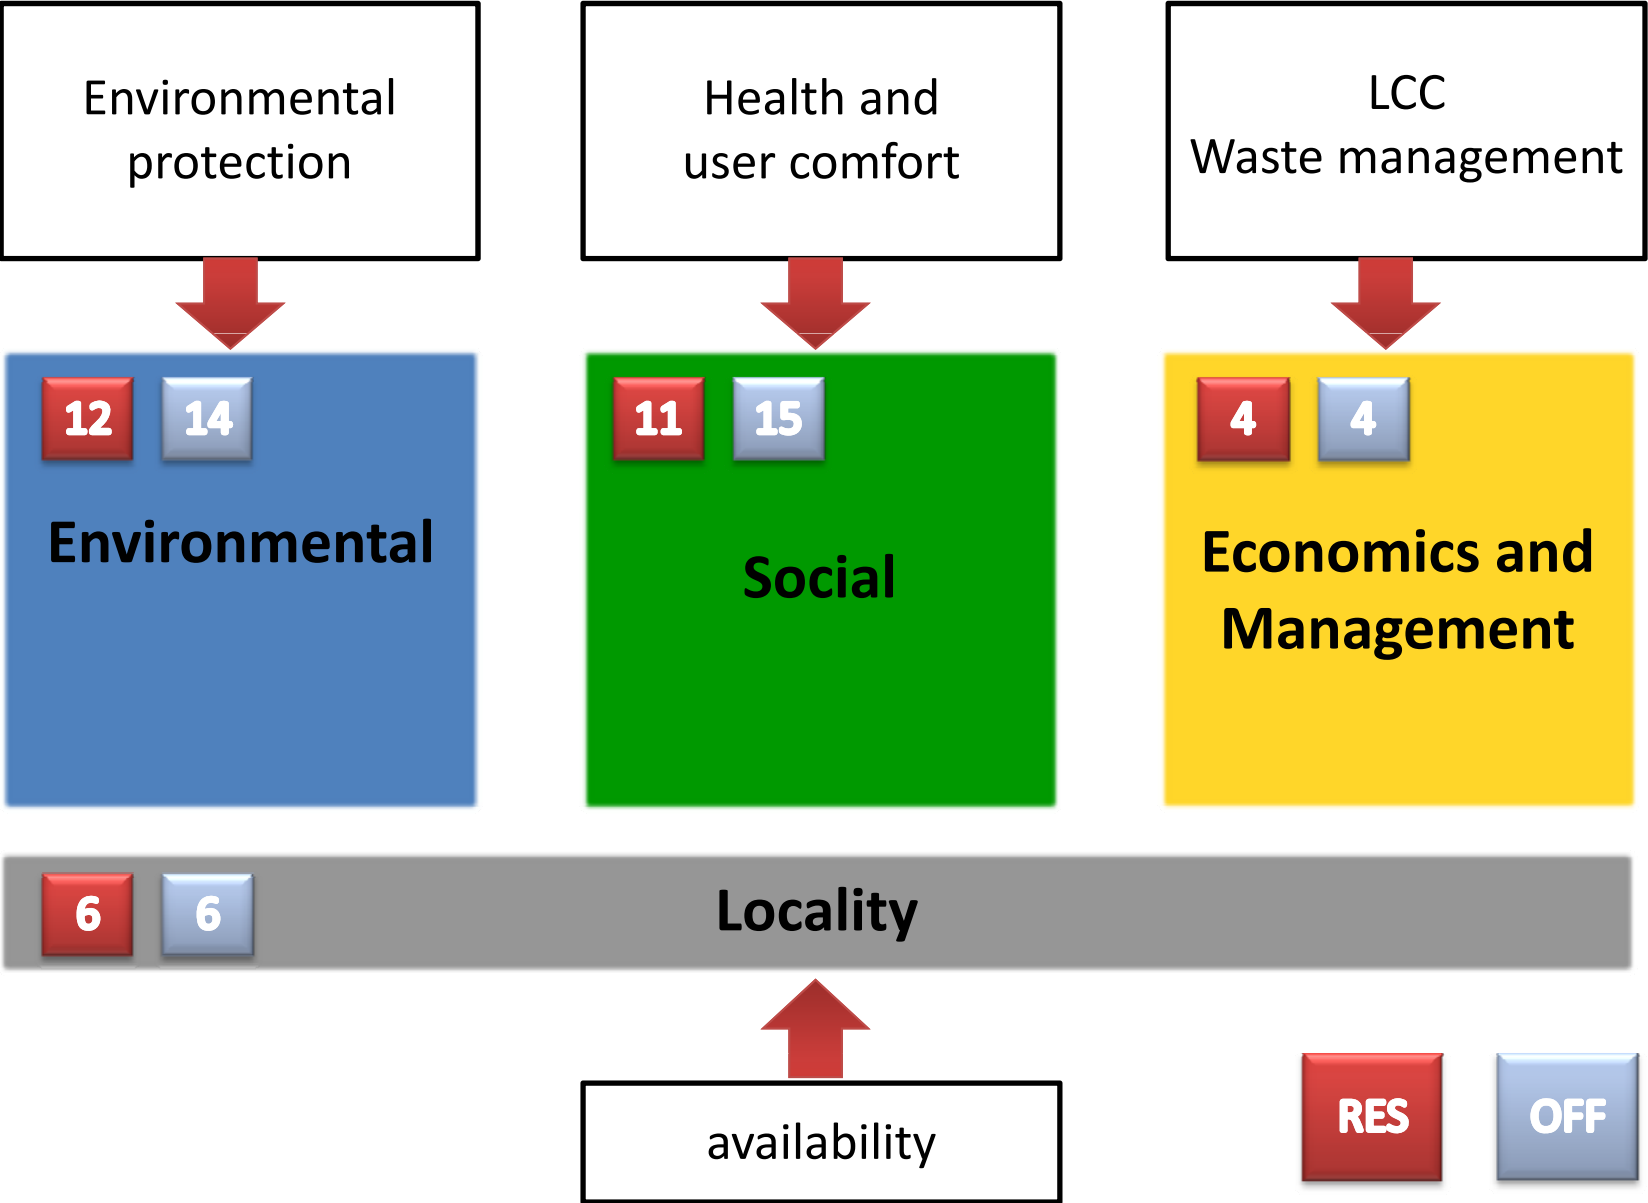 Environmental
protection
Health and
user comfort
LCC
Waste management
12 14
Environmental
11 15
Social
4 4
Economics and
Management
6 6
Locality
availability
RES OFF